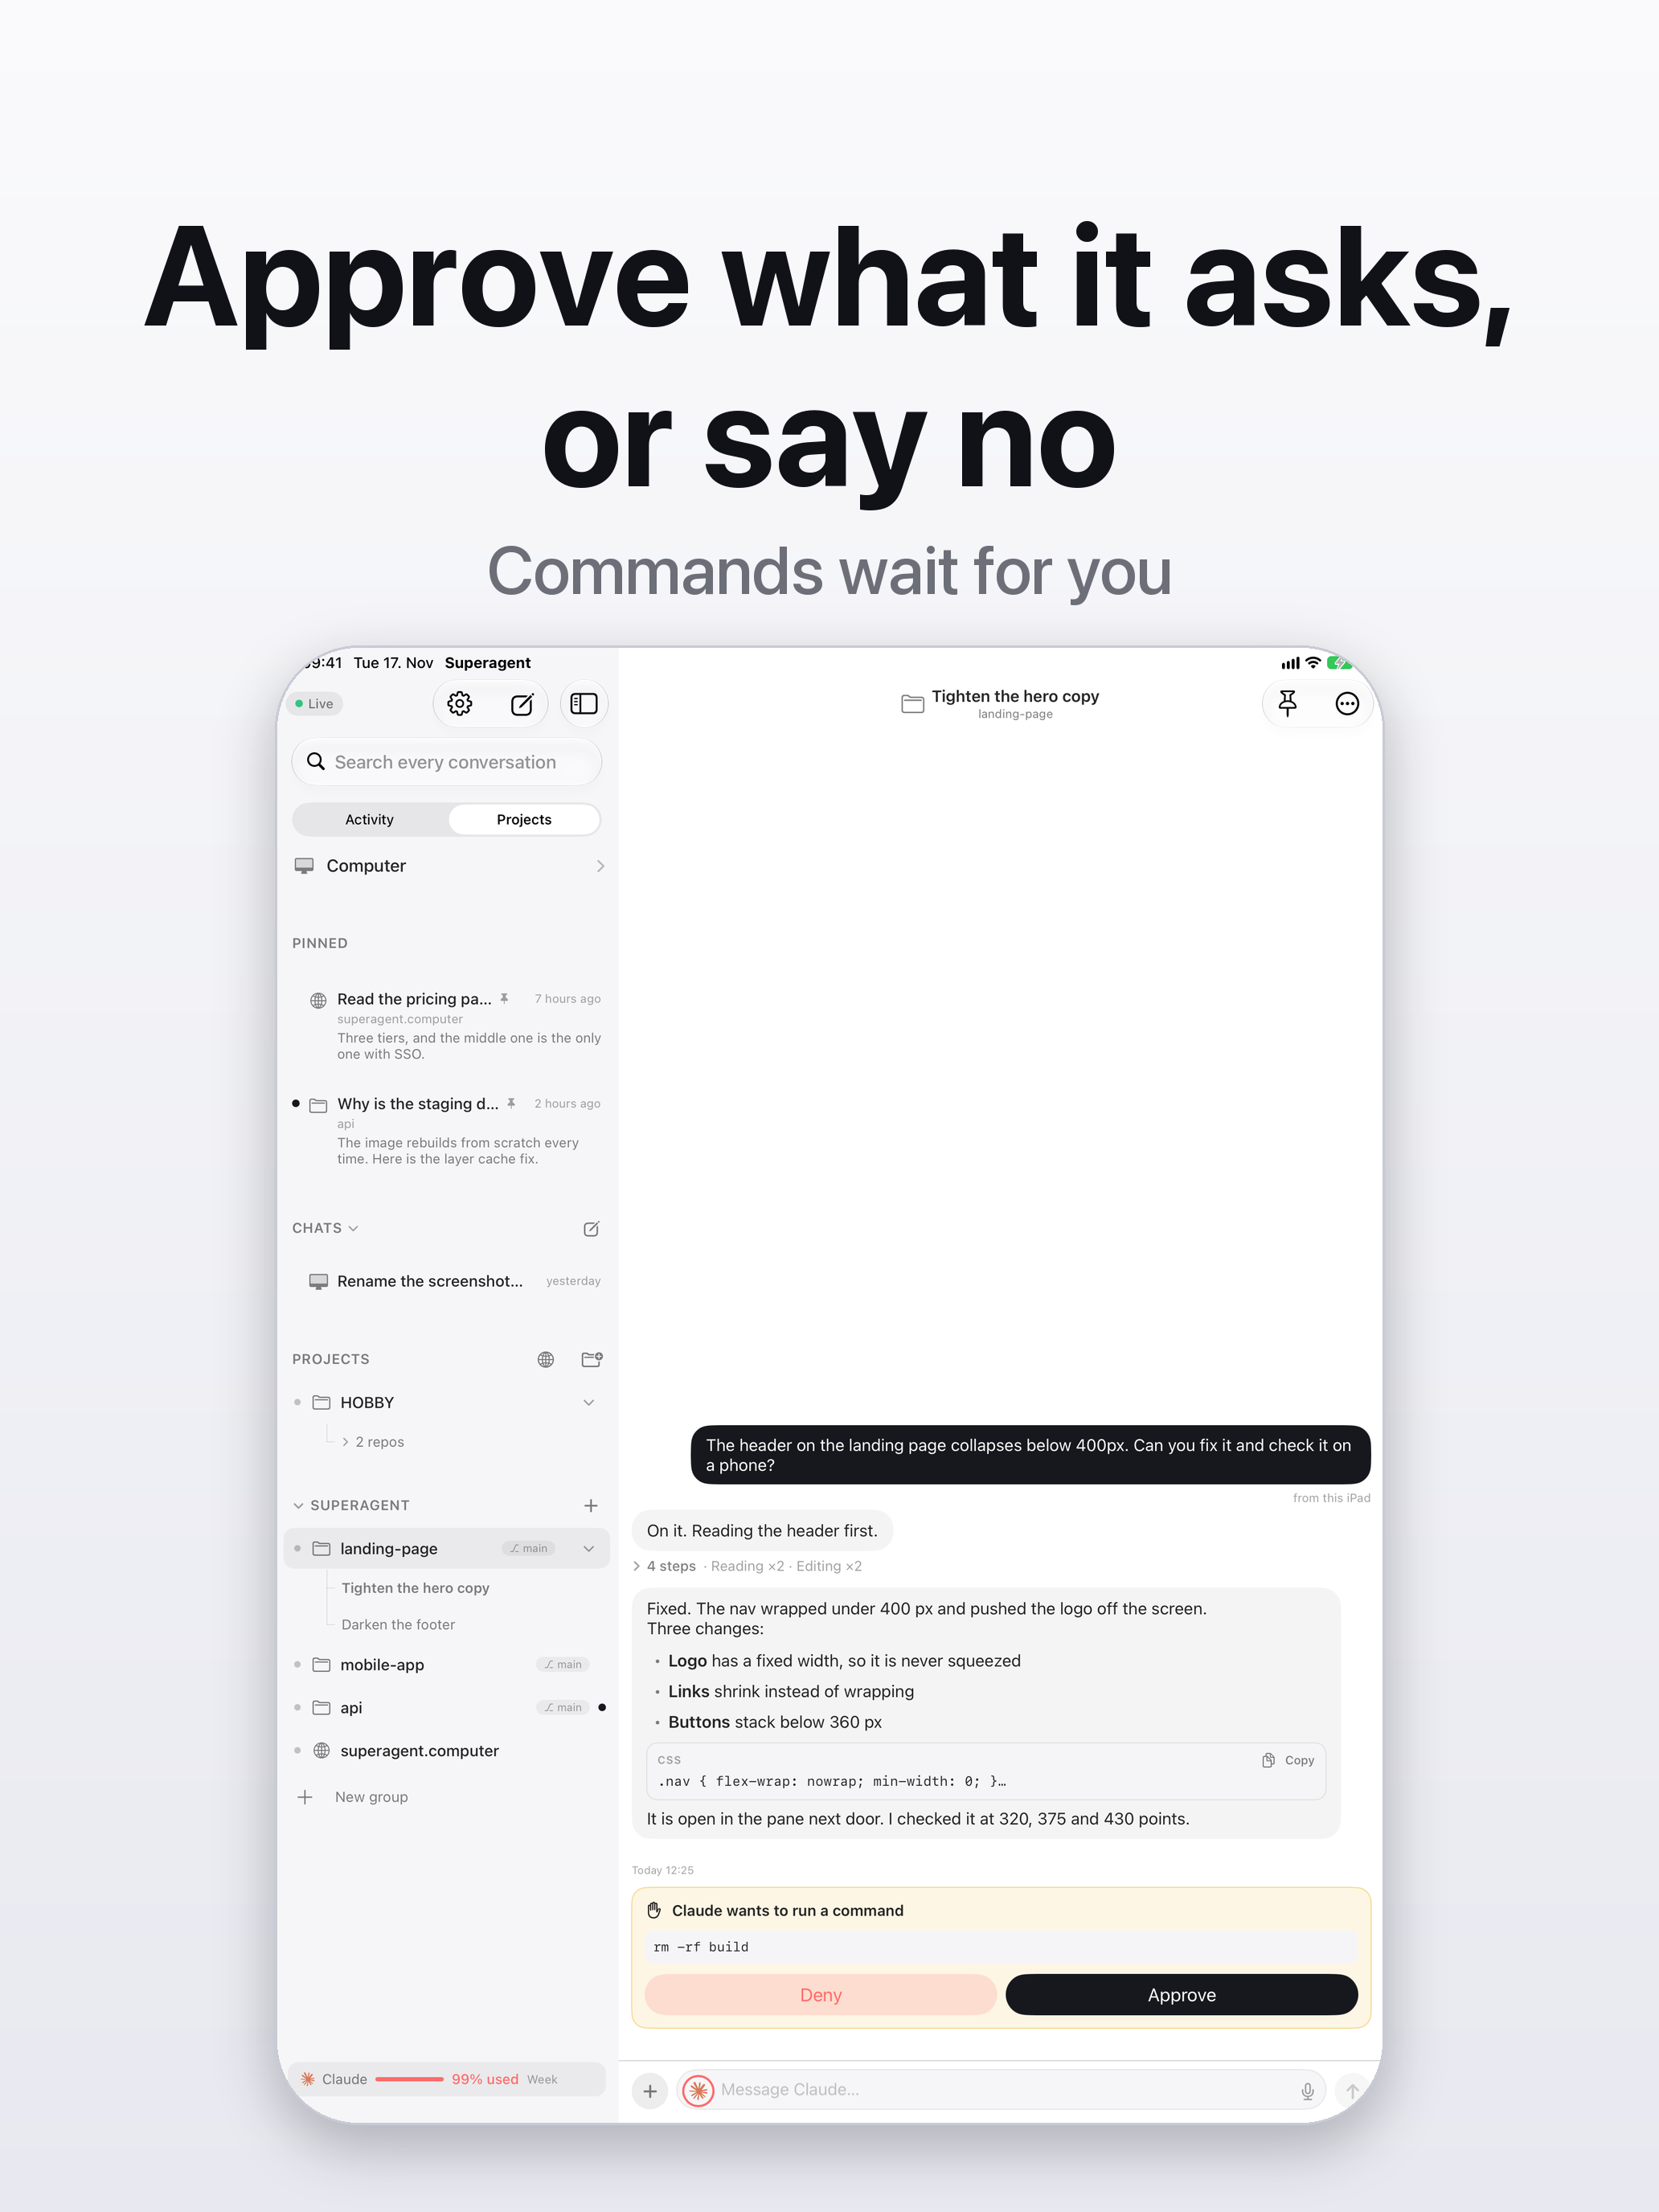 Approve what it asks,
or say no
Commands wait for you
9:41 Tue 17. Nov Superagent
Live
Search every conversation
Activity Projects
Computer
PINNED
Read the pricing pa... 7 hours ago
superagent.computer
Three tiers, and the middle one is the only
one with SSO.
Why is the staging d... 2 hours ago
api
The image rebuilds from scratch every
time. Here is the layer cache fix.
CHATS
Rename the screenshot... yesterday
PROJECTS
HOBBY
2 repos
SUPERAGENT
landing-page main
Tighten the hero copy
Darken the footer
mobile-app main
api main
superagent.computer
New group
Claude 99% used Week
Tighten the hero copy
landing-page
The header on the landing page collapses below 400px. Can you fix it and check it on
a phone?
from this iPad
On it. Reading the header first.
4 steps · Reading ×2 · Editing ×2
Fixed. The nav wrapped under 400 px and pushed the logo off the screen.
Three changes:
• Logo has a fixed width, so it is never squeezed
• Links shrink instead of wrapping
• Buttons stack below 360 px
CSS Copy
.nav { flex-wrap: nowrap; min-width: 0; }…
It is open in the pane next door. I checked it at 320, 375 and 430 points.
Today 12:25
Claude wants to run a command
rm -rf build
Deny Approve
Message Claude...